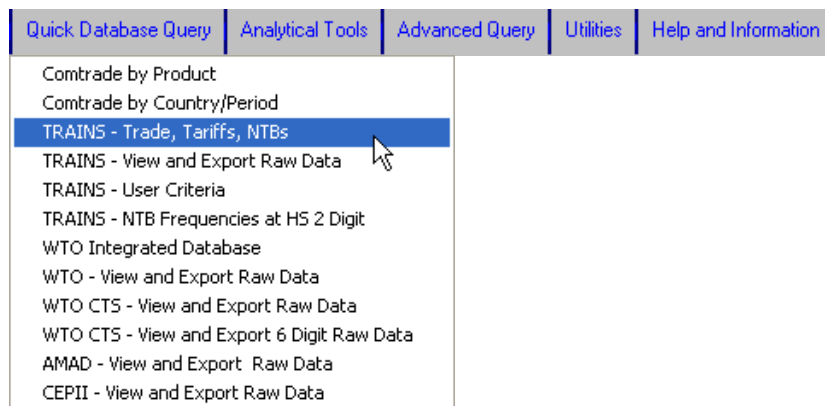 Quick Database Query Analytical Tools Advanced Query Utilities Help and Information
Comtrade by Product
Comtrade by Country/Period
TRAINS - Trade, Tariffs, NTBs
TRAINS - View and Export Raw Data
TRAINS - User Criteria
TRAINS - NTB Frequencies at HS 2 Digit
WTO Integrated Database
WTO - View and Export Raw Data
WTO CTS - View and Export Raw Data
WTO CTS - View and Export 6 Digit Raw Data
AMAD - View and Export Raw Data
CEPII - View and Export Raw Data